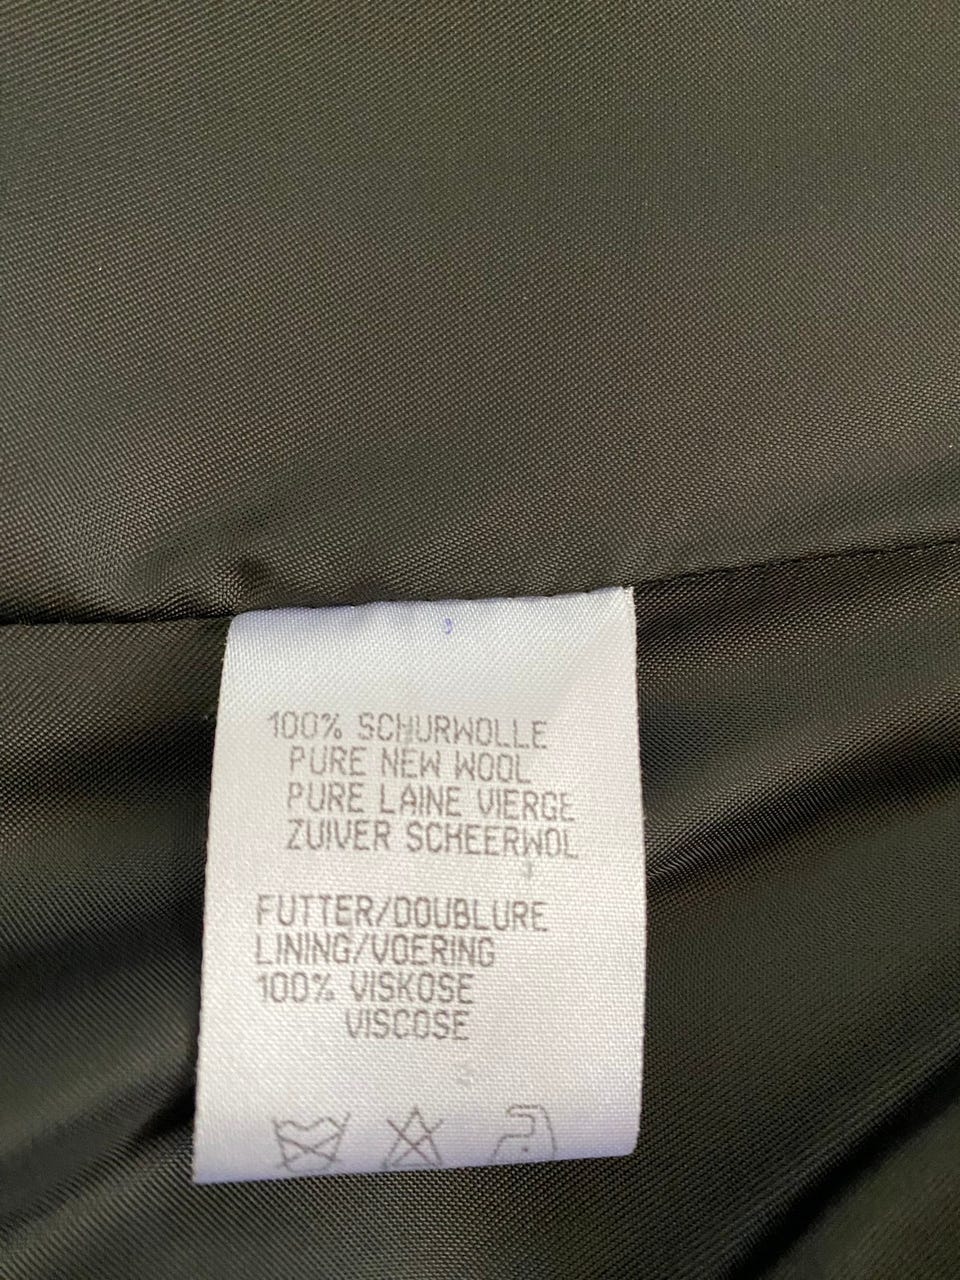 100% SCHURWOLLE
PURE NEW WOOL
PURE LAINE VIERGE
ZUIVER SCHEERWOL
FUTTER/DOUBLURE
LINING/VOERING
100% VISKOSE
VISCOSE